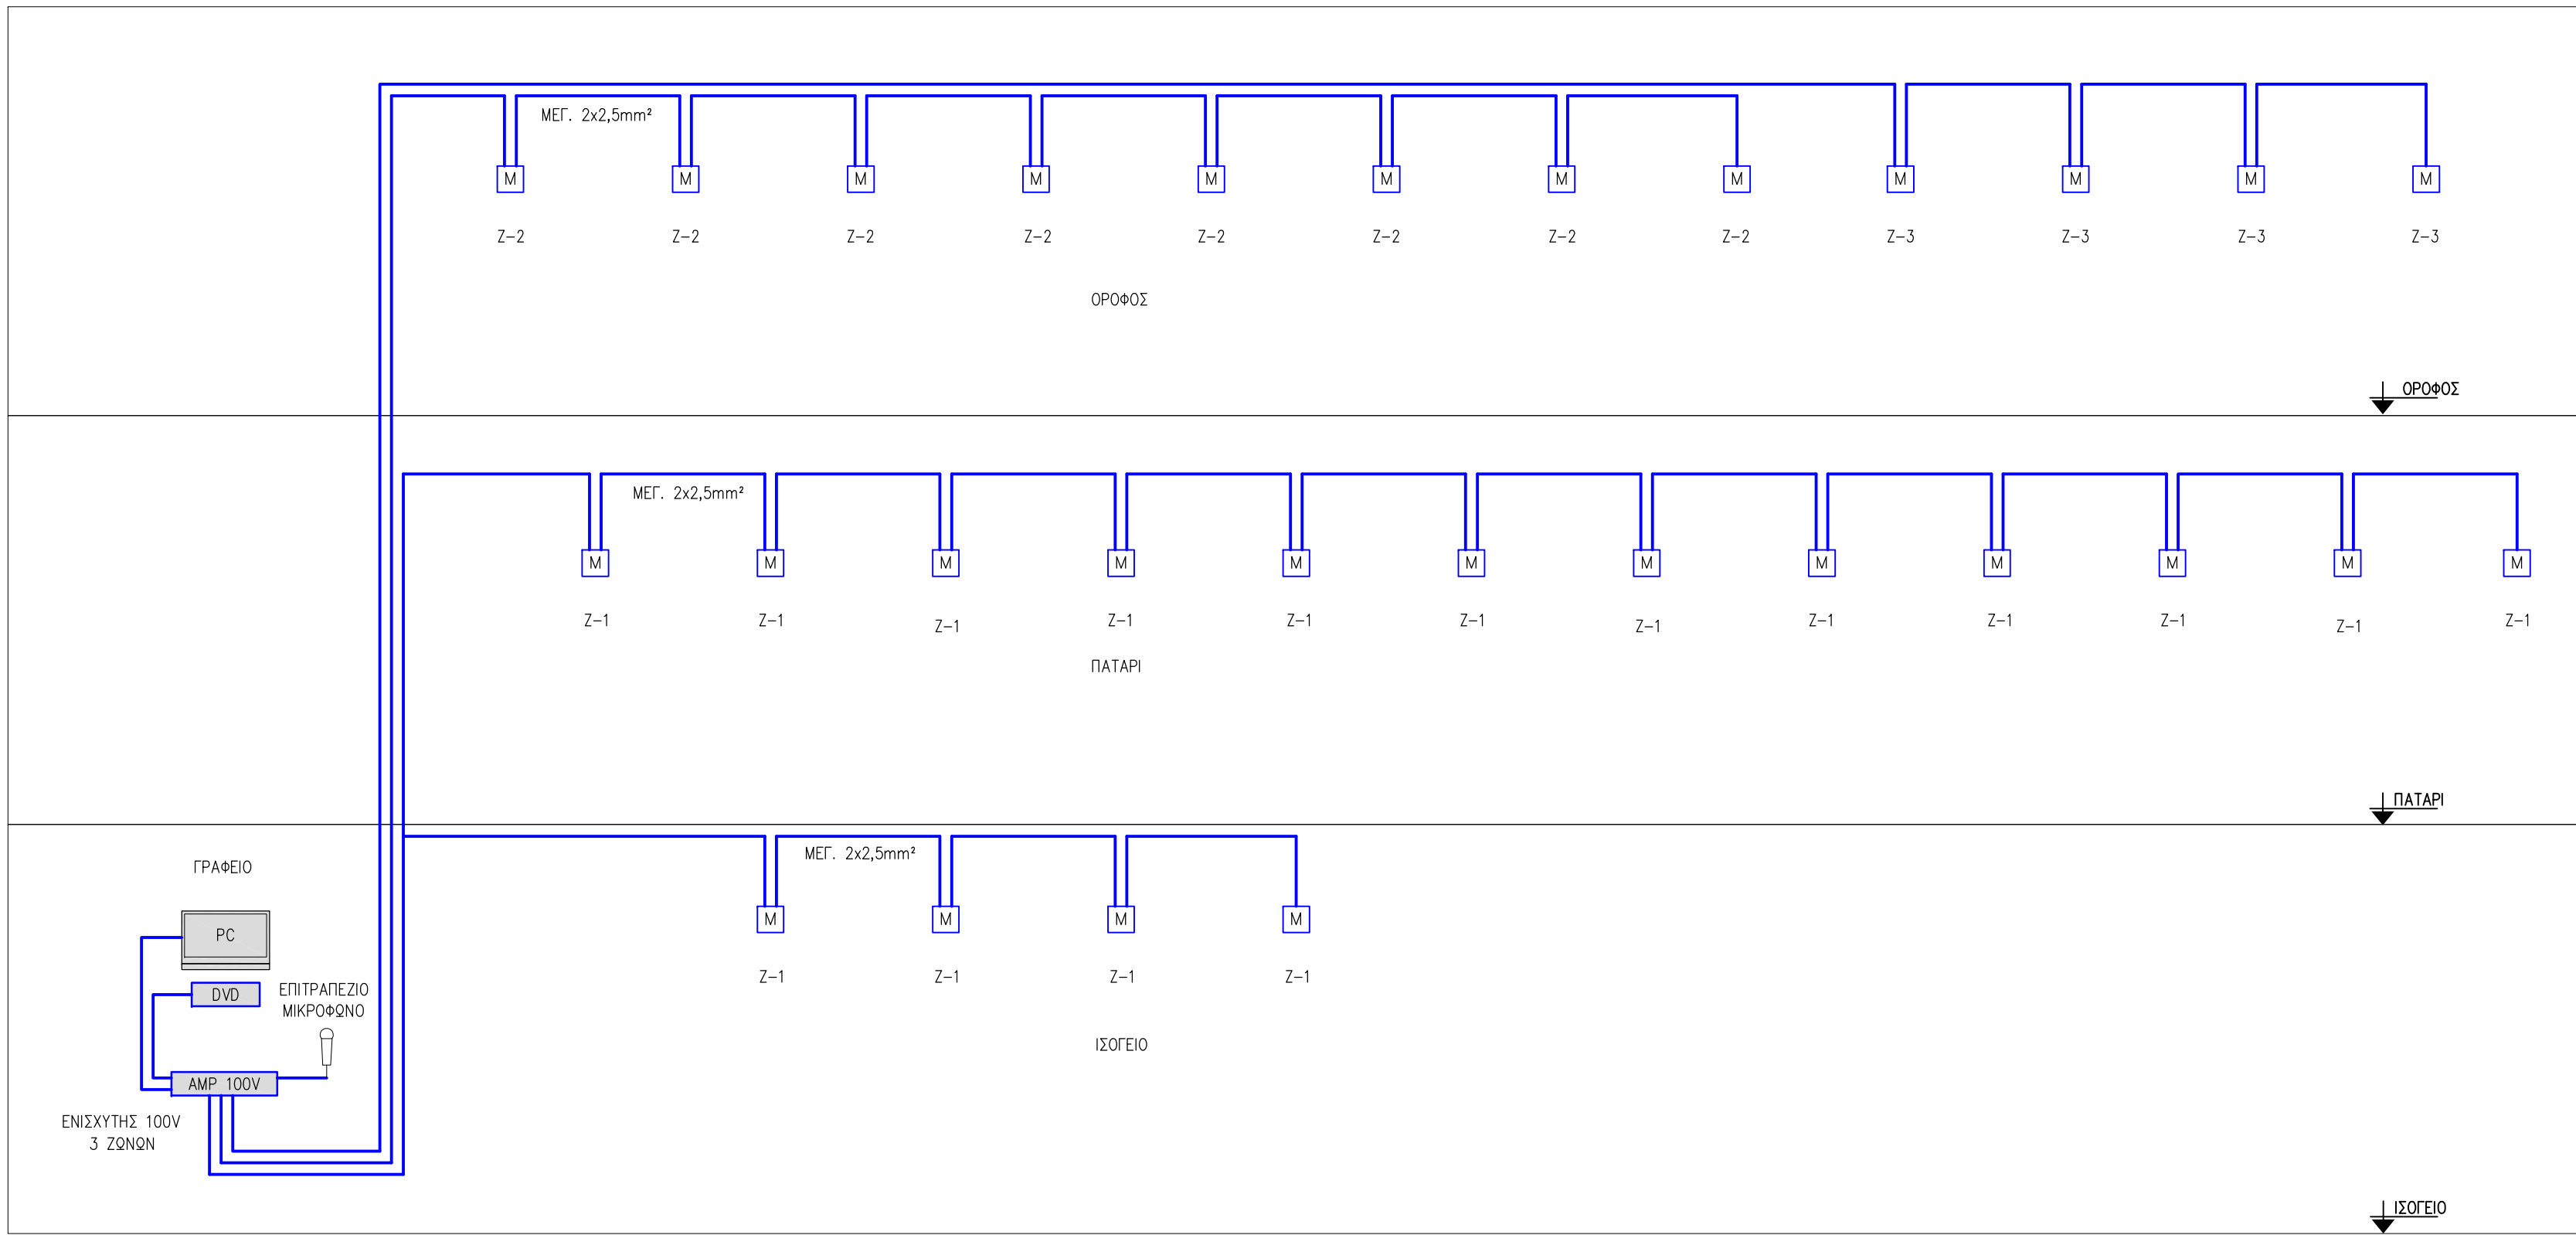 ΜΕΓ. 2x2,5mm²
M M M M M M M M M M M M
Z-2 Z-2 Z-2 Z-2 Z-2 Z-2 Z-2 Z-2 Z-3 Z-3 Z-3 Z-3
ΟΡΟΦΟΣ
ΟΡΟΦΟΣ
ΜΕΓ. 2x2,5mm²
M M M M M M M M M M M M
Z-1 Z-1 Z-1 Z-1 Z-1 Z-1 Z-1 Z-1 Z-1 Z-1 Z-1 Z-1
ΠΑΤΑΡΙ
ΠΑΤΑΡΙ
ΜΕΓ. 2x2,5mm²
ΓΡΑΦΕΙΟ
M M M M
PC
Z-1 Z-1 Z-1 Z-1
DVD
ΕΠΙΤΡΑΠΕΖΙΟ
ΜΙΚΡΟΦΩΝΟ
ΙΣΟΓΕΙΟ
AMP 100V
ΕΝΙΣΧΥΤΗΣ 100V
3 ΖΩΝΩΝ
ΙΣΟΓΕΙΟ